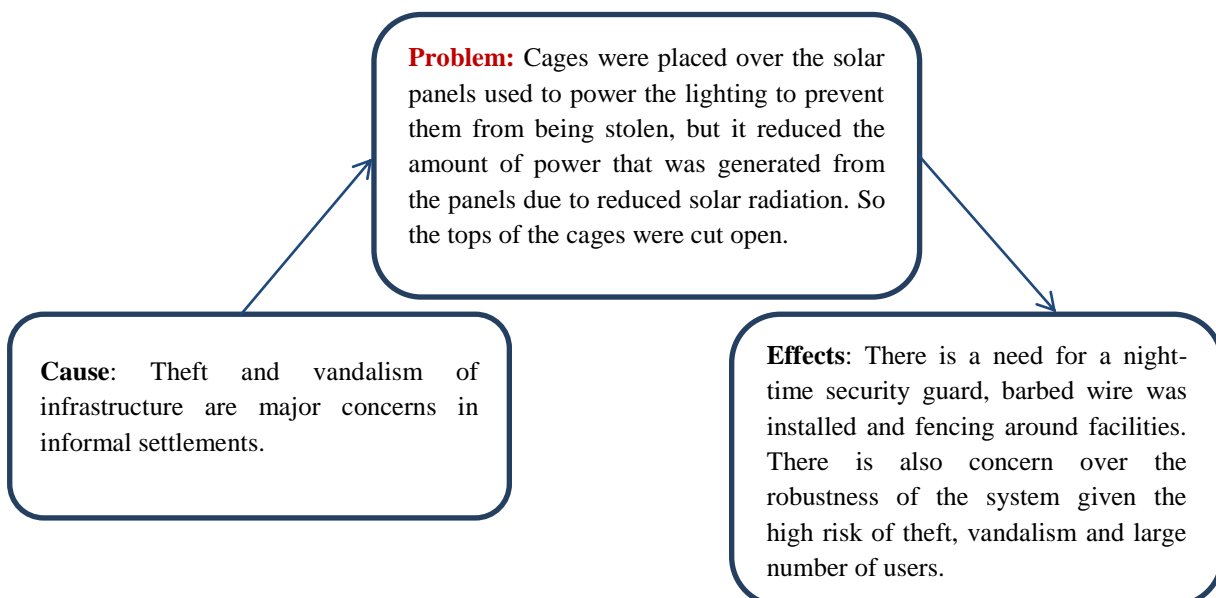 Problem: Cages were placed over the solar
panels used to power the lighting to prevent
them from being stolen, but it reduced the
amount of power that was generated from
the panels due to reduced solar radiation. So
the tops of the cages were cut open.
Cause: Theft and vandalism of
infrastructure are major concerns in
informal settlements.
Effects: There is a need for a night-
time security guard, barbed wire was
installed and fencing around facilities.
There is also concern over the
robustness of the system given the
high risk of theft, vandalism and large
number of users.